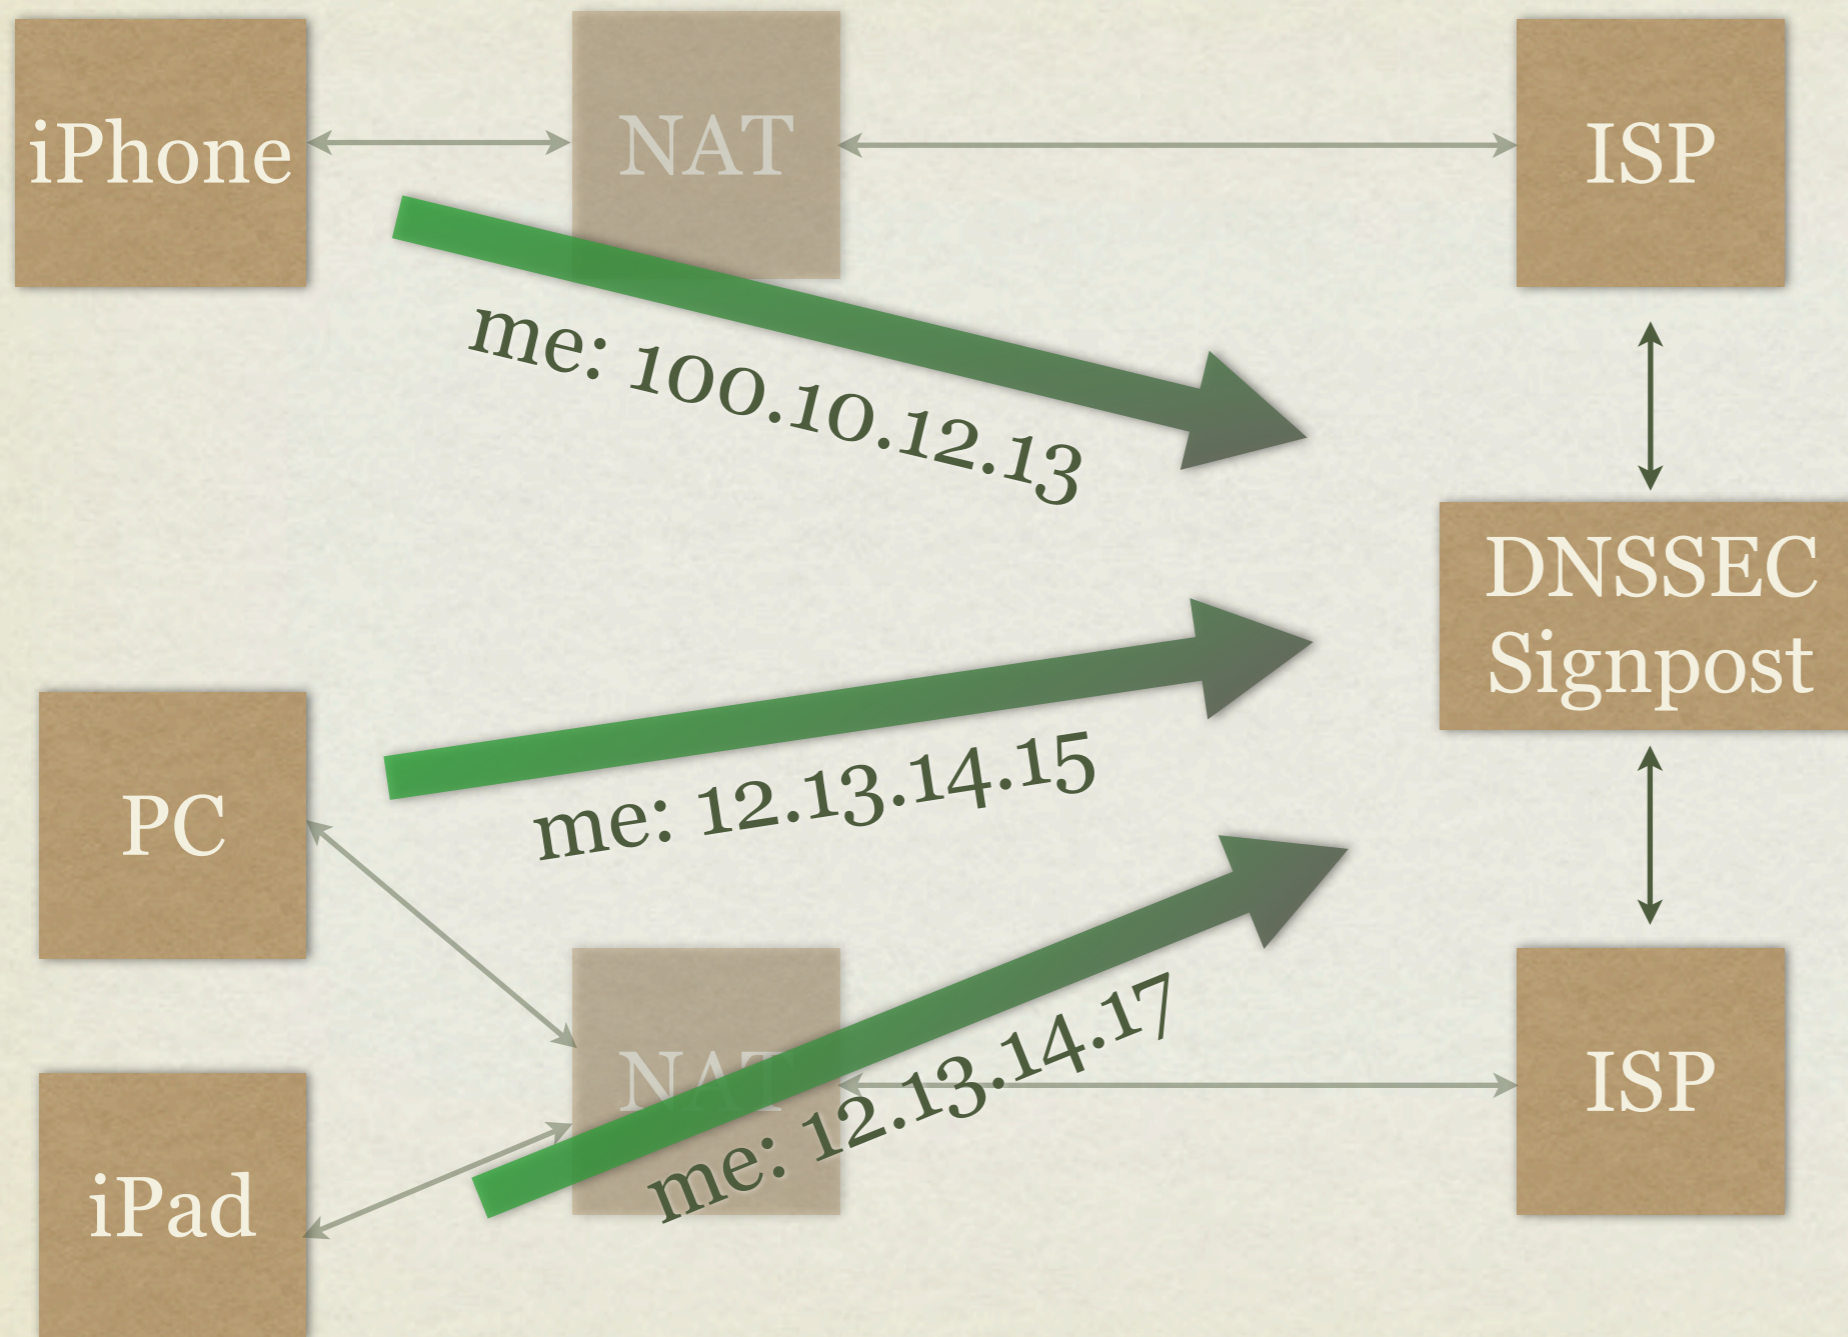 iPhone
NAT
ISP
me: 100.10.12.13
DNSSEC
Signpost
PC
me: 12.13.14.15
NAT
me: 12.13.14.17
ISP
iPad